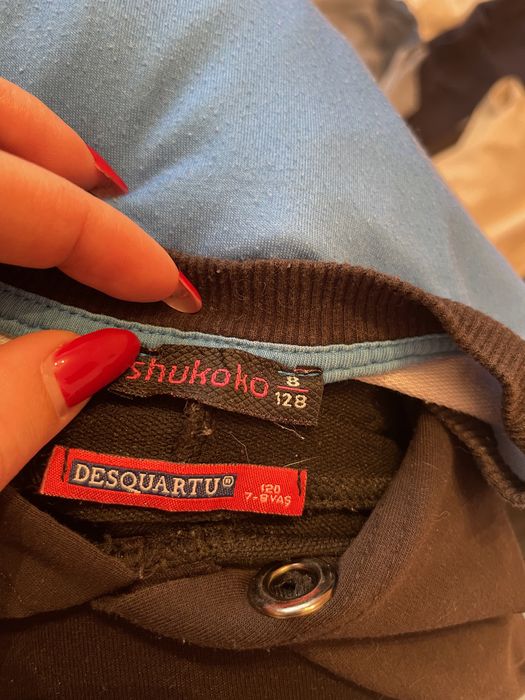 shukoko
8
128
DESQUARTU®
120
7-8 YAŞ